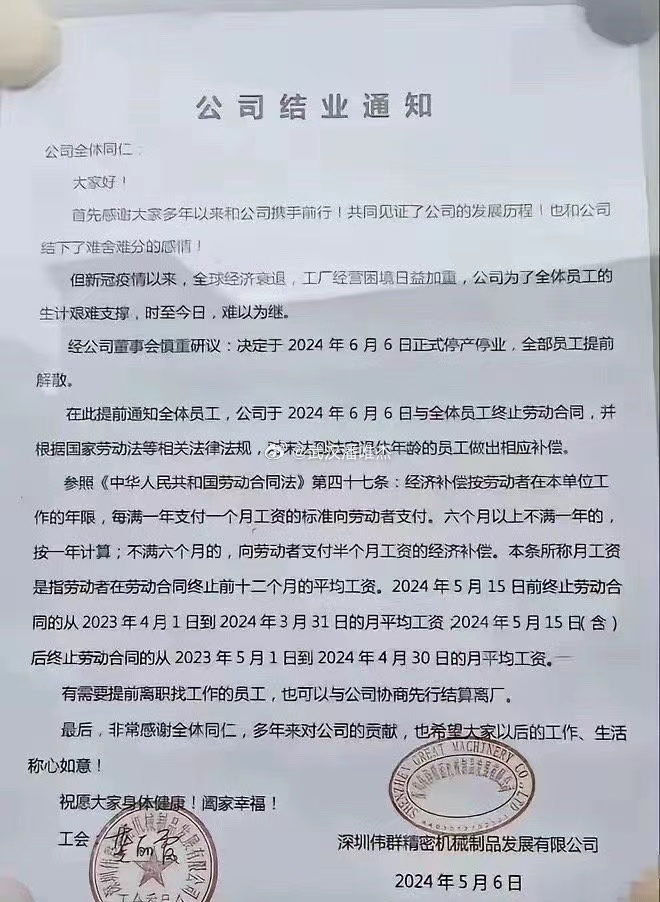 公司结业通知
公司全体同仁:
大家好!
首先感谢大家多年以来和公司携手前行!共同见证了公司的发展历程!也和公司
结下了难舍难分的感情!
但新冠疫情以来,全球经济衰退,工厂经营困境日益加重,公司为了全体员工的
生计艰难支撑,时至今日,难以为继。
经公司董事会慎重研议:决定于 2024 年 6 月 6 日正式停产停业,全部员工提前
解散。
在此提前通知全体员工,公司于 2024 年 6 月 6 日与全体员工终止劳动合同,并
根据国家劳动法等相关法律法规,年龄的员工做出相应补偿。
@武汉潘唯杰
参照《中华人民共和国劳动合同法》第四十七条:经济补偿按劳动者在本单位工
作的年限,每满一年支付一个月工资的标准向劳动者支付。六个月以上不满一年的,
按一年计算;不满六个月的,向劳动者支付半个月工资的经济补偿。本条所称月工资
是指劳动者在劳动合同终止前十二个月的平均工资。2024 年 5 月 15 日前终止劳动合
同的从 2023 年 4 月 1 日到 2024 年 3 月 31 日的月平均工资;2024 年 5 月 15 日(含)
后终止劳动合同的从 2023 年 5 月 1 日到 2024 年 4 月 30 日的月平均工资。
有需要提前离职找工作的员工,也可以与公司协商先行结算离厂。
最后,非常感谢全体同仁,多年来对公司的贡献,也希望大家以后的工作、生活
称心如意!
祝愿大家身体健康!阖家幸福!
SHENZHEN GREAT MACHINERY CO., LTD
工会:
深圳伟群精密机械制品发展有限公司
2024 年 5 月 6 日